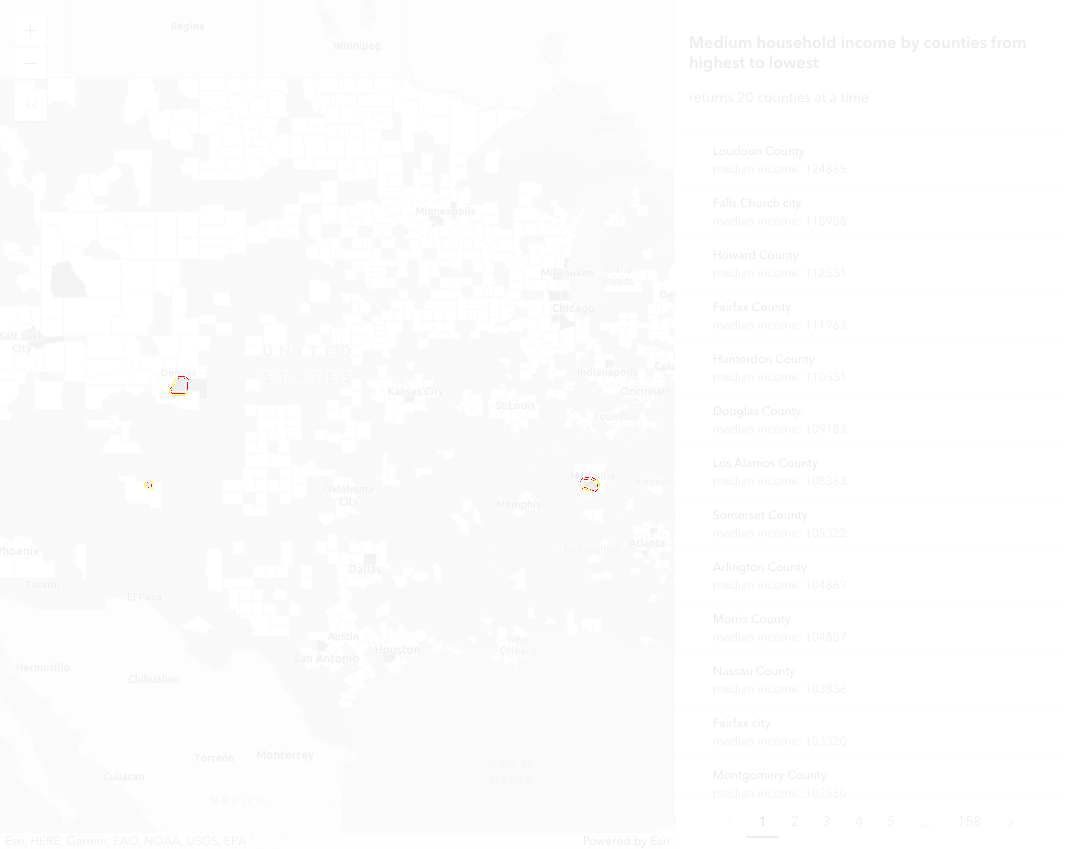 Regina
Winnipeg
Minneapolis
Milwaukee
Grand
Rapids
Chicago
Salt Lake
City
UNITED
STATES
Denver
Kansas City
St Louis
Indianapolis
Cincinnati
Louisville
Oklahoma
City
Memphis
Nashville
Birmingham
Atlanta
Phoenix
Tucson
El Paso
Dallas
Austin
San Antonio
Houston
New
Orleans
Hermosillo
Chihuahua
Torreón
Monterrey
Culiacán
MÉXICO
Gulf of
Mexico
Esri, HERE, Garmin, FAO, NOAA, USGS, EPA
Powered by Esri
Medium household income by counties from
highest to lowest
returns 20 counties at a time
Loudoun County
median income: 124885
Falls Church city
median income: 118958
Howard County
median income: 112531
Fairfax County
median income: 111963
Hunterdon County
median income: 110531
Douglas County
median income: 109183
Los Alamos County
median income: 108383
Somerset County
median income: 105322
Arlington County
median income: 104869
Morris County
median income: 104857
Nassau County
median income: 103836
Fairfax city
median income: 103320
Montgomery County
median income: 102580
1 2 3 4 5 ... 158